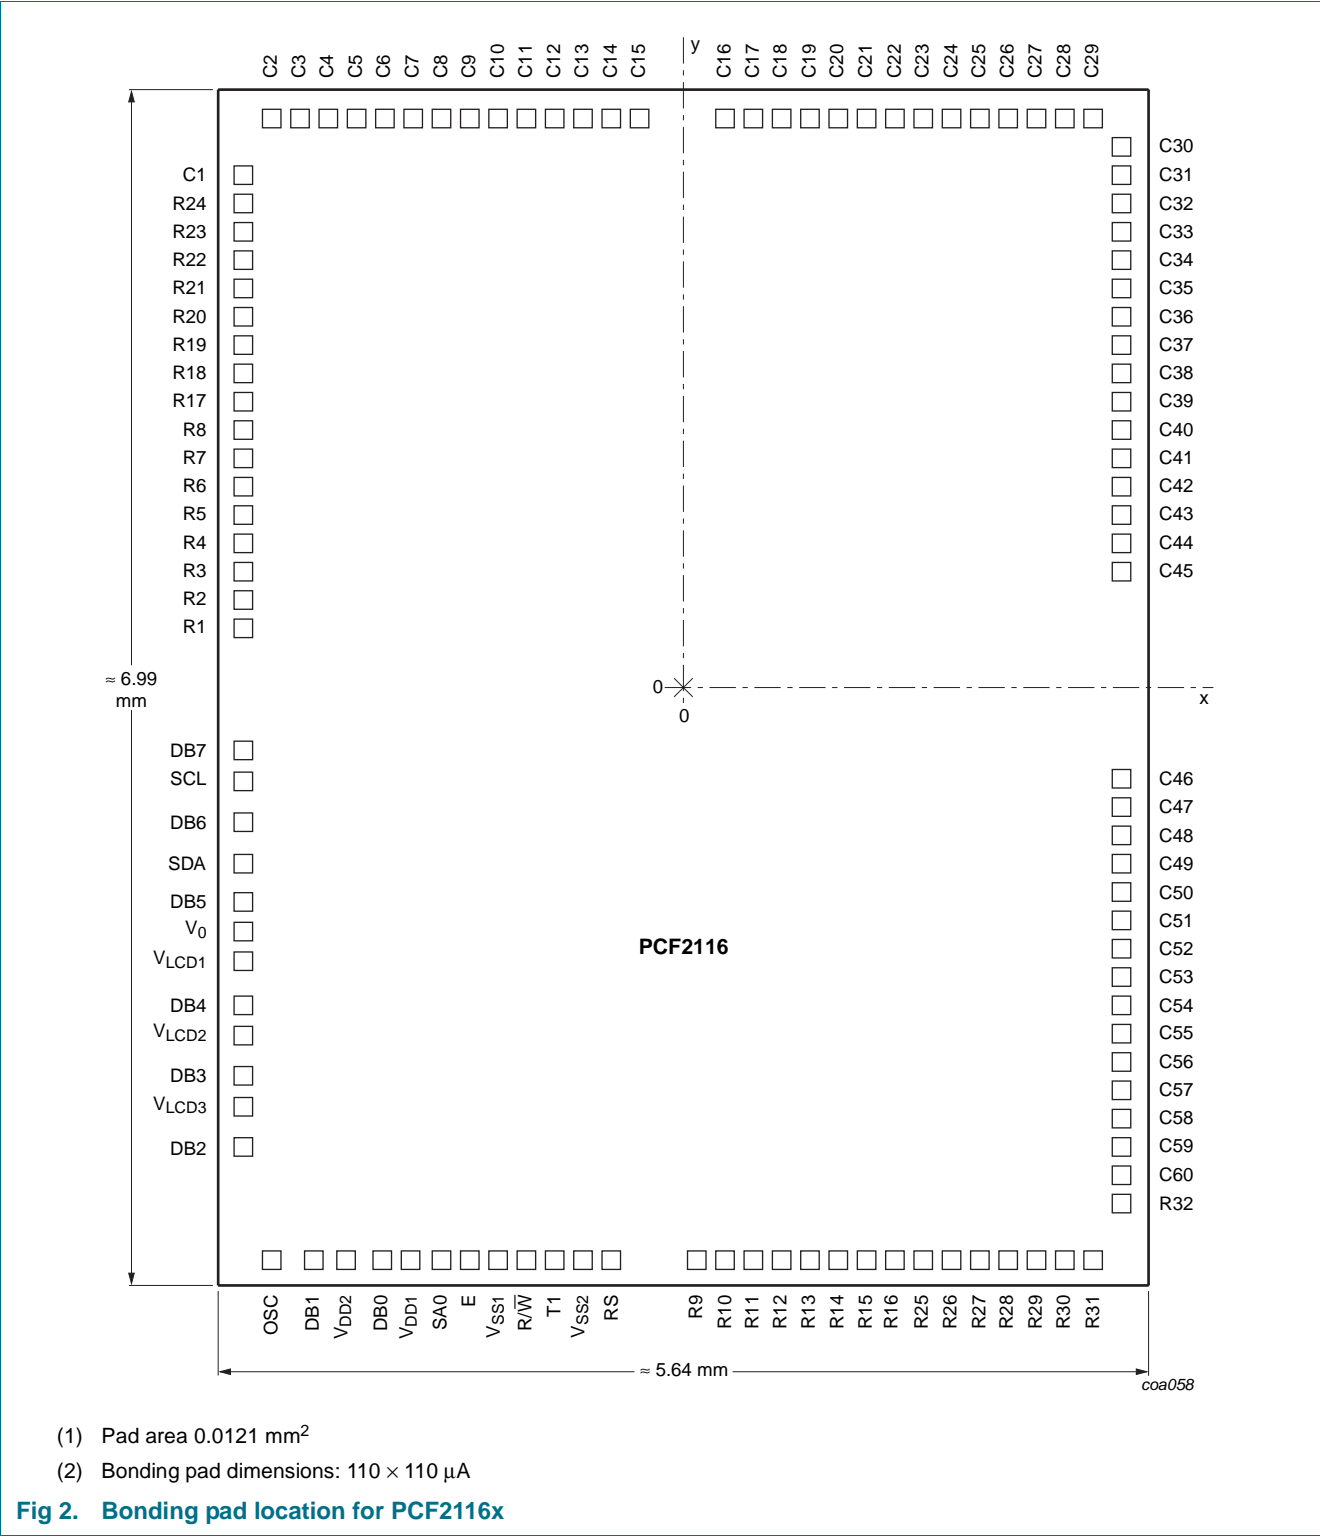 C2 C3 C4 C5 C6 C7 C8 C9 C10 C11 C12 C13 C14 C15 y C16 C17 C18 C19 C20 C21 C22 C23 C24 C25 C26 C27 C28 C29
C30
C1 C31
R24 C32
R23 C33
R22 C34
R21 C35
R20 C36
R19 C37
R18 C38
R17 C39
R8 C40
R7 C41
R6 C42
R5 C43
R4 C44
R3 C45
R2
R1
≈ 6.99
mm
0
x
0
DB7
SCL C46
C47
DB6
C48
SDA C49
DB5 C50
V0 C51
PCF2116 C52
VLCD1 C53
DB4 C54
VLCD2 C55
C56
DB3 C57
VLCD3 C58
DB2 C59
C60
R32
OSC DB1 VDD2 DB0 VDD1 SA0 E VSS1 R/W̅ T1 VSS2 RS R9 R10 R11 R12 R13 R14 R15 R16 R25 R26 R27 R28 R29 R30 R31
≈ 5.64 mm
coa058
(1) Pad area 0.0121 mm²
(2) Bonding pad dimensions: 110 × 110 μA
Fig 2. Bonding pad location for PCF2116x